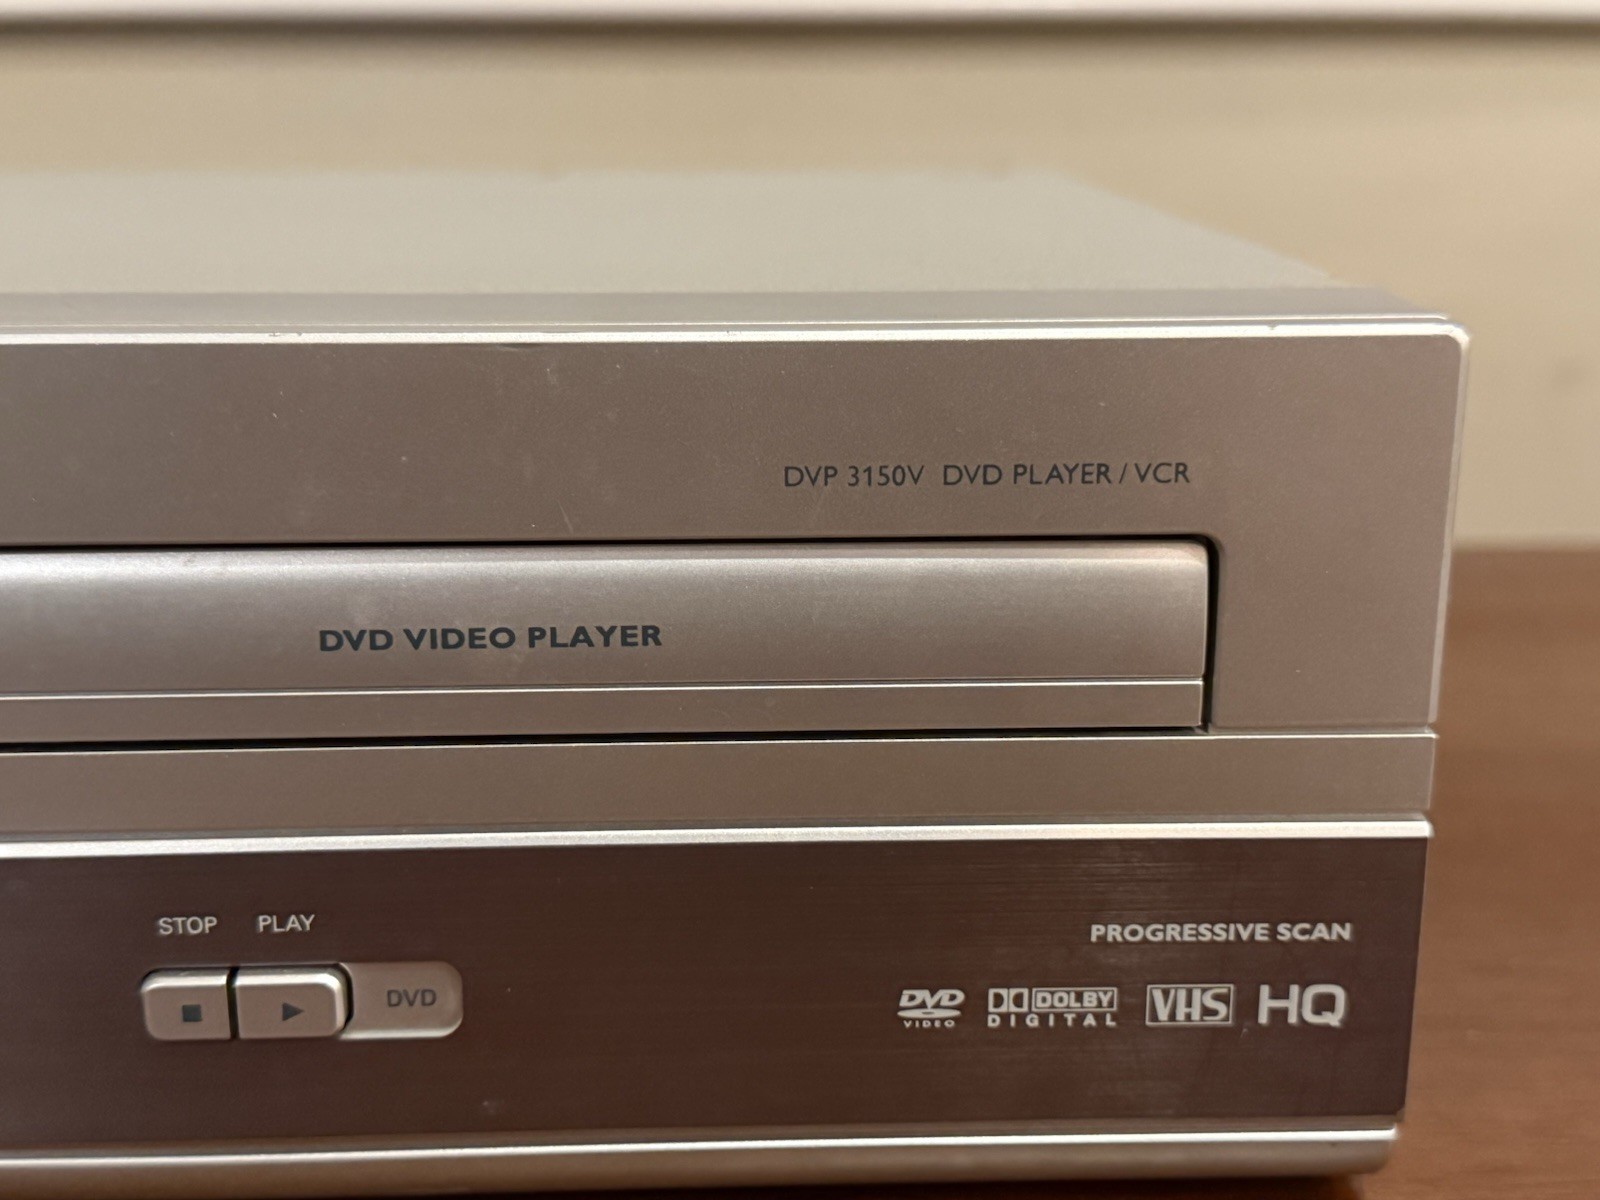 DVP 3150V DVD PLAYER / VCR
DVD VIDEO PLAYER
STOP PLAY
DVD
PROGRESSIVE SCAN
DVD VIDEO DOLBY DIGITAL VHS HQ